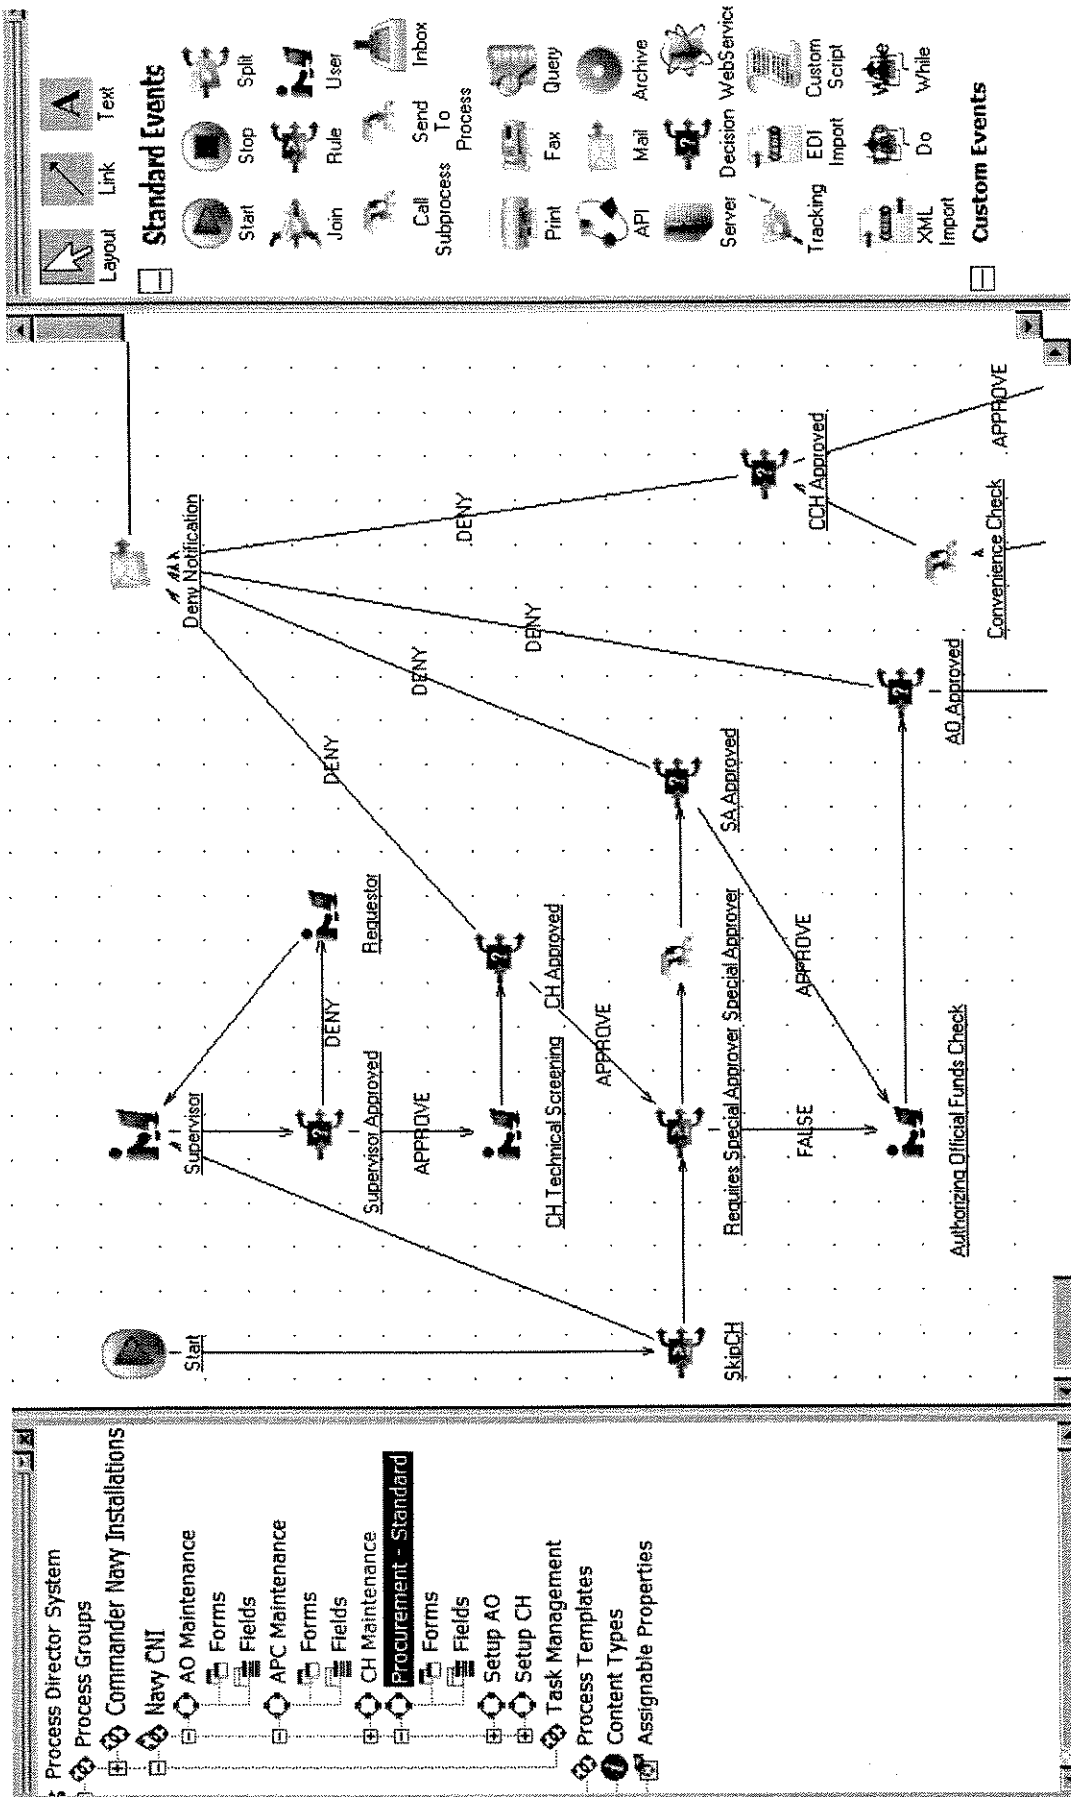 Process Director System
Process Groups
Commander Navy Installations
Navy CNI
AO Maintenance
Forms
Fields
APC Maintenance
Forms
Fields
CH Maintenance
Procurement - Standard
Forms
Fields
Setup AO
Setup CH
Task Management
Process Templates
Content Types
Assignable Properties
Start
Supervisor
Deny Notification
DENY
Requestor
Supervisor Approved
APPROVE
DENY
DENY
DENY
CH Technical Screening
CH Approved
APPROVE
DENY
SkipCH
Requires Special Approver
Special Approver
SA Approved
CCH Approved
FALSE
APPROVE
APPROVE
Authorizing Official Funds Check
AO Approved
Convenience Check
Layout
Link
Text
Standard Events
Start
Stop
Split
Join
Rule
User
Call Subprocess
Send To Process
Inbox
Print
Fax
Query
API
Mail
Archive
Server
Decision
WebService
Tracking
EDI Import
Custom Script
XML Import
Do
While
Custom Events